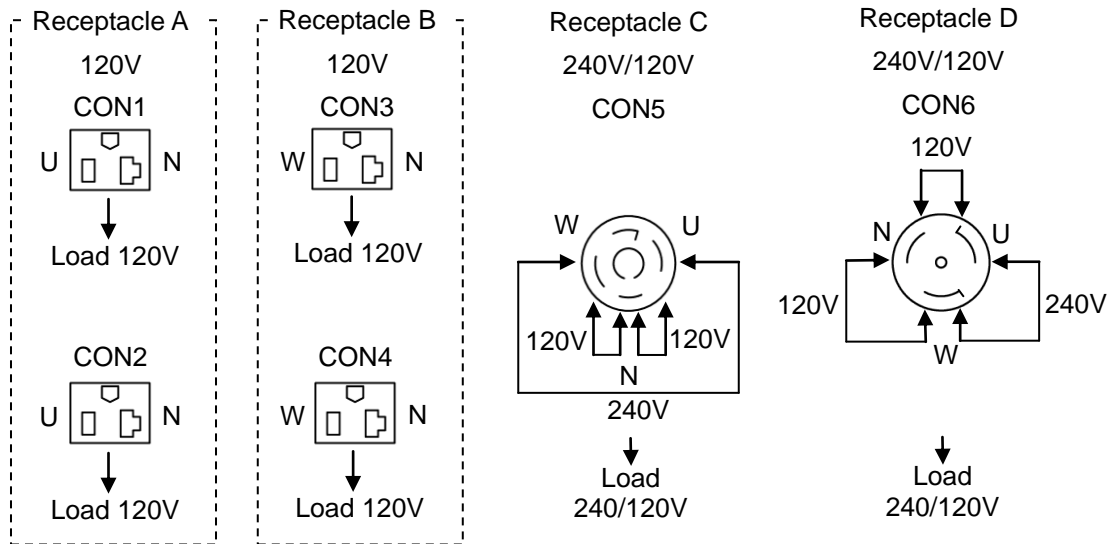 Receptacle A
120V
CON1
U N
Load 120V
CON2
U N
Load 120V
Receptacle B
120V
CON3
W N
Load 120V
CON4
W N
Load 120V
Receptacle C
240V/120V
CON5
W U
120V 120V
N
240V
Load
240/120V
Receptacle D
240V/120V
CON6
120V
N U
120V 240V
W
Load
240/120V